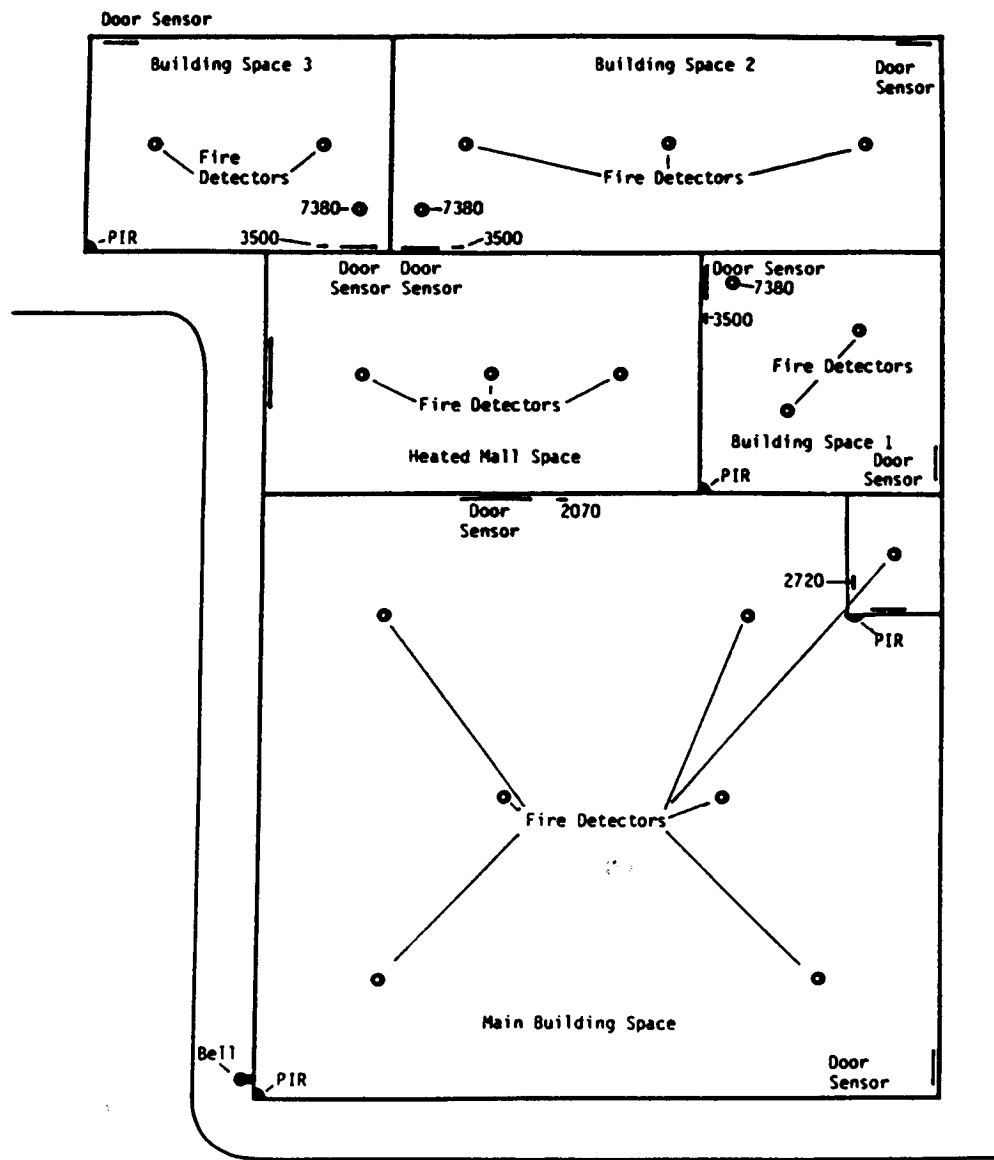 Door Sensor
Building Space 3
Building Space 2
Door
Sensor
Fire
Detectors
Fire Detectors
7380
7380
PIR
3500
3500
Door
Sensor
Door
Sensor
Door Sensor
7380
3500
Fire Detectors
Fire Detectors
Building Space 1
Heated Mall Space
Door
Sensor
PIR
Door
Sensor
2070
2720
PIR
Fire Detectors
Main Building Space
Bell
PIR
Door
Sensor